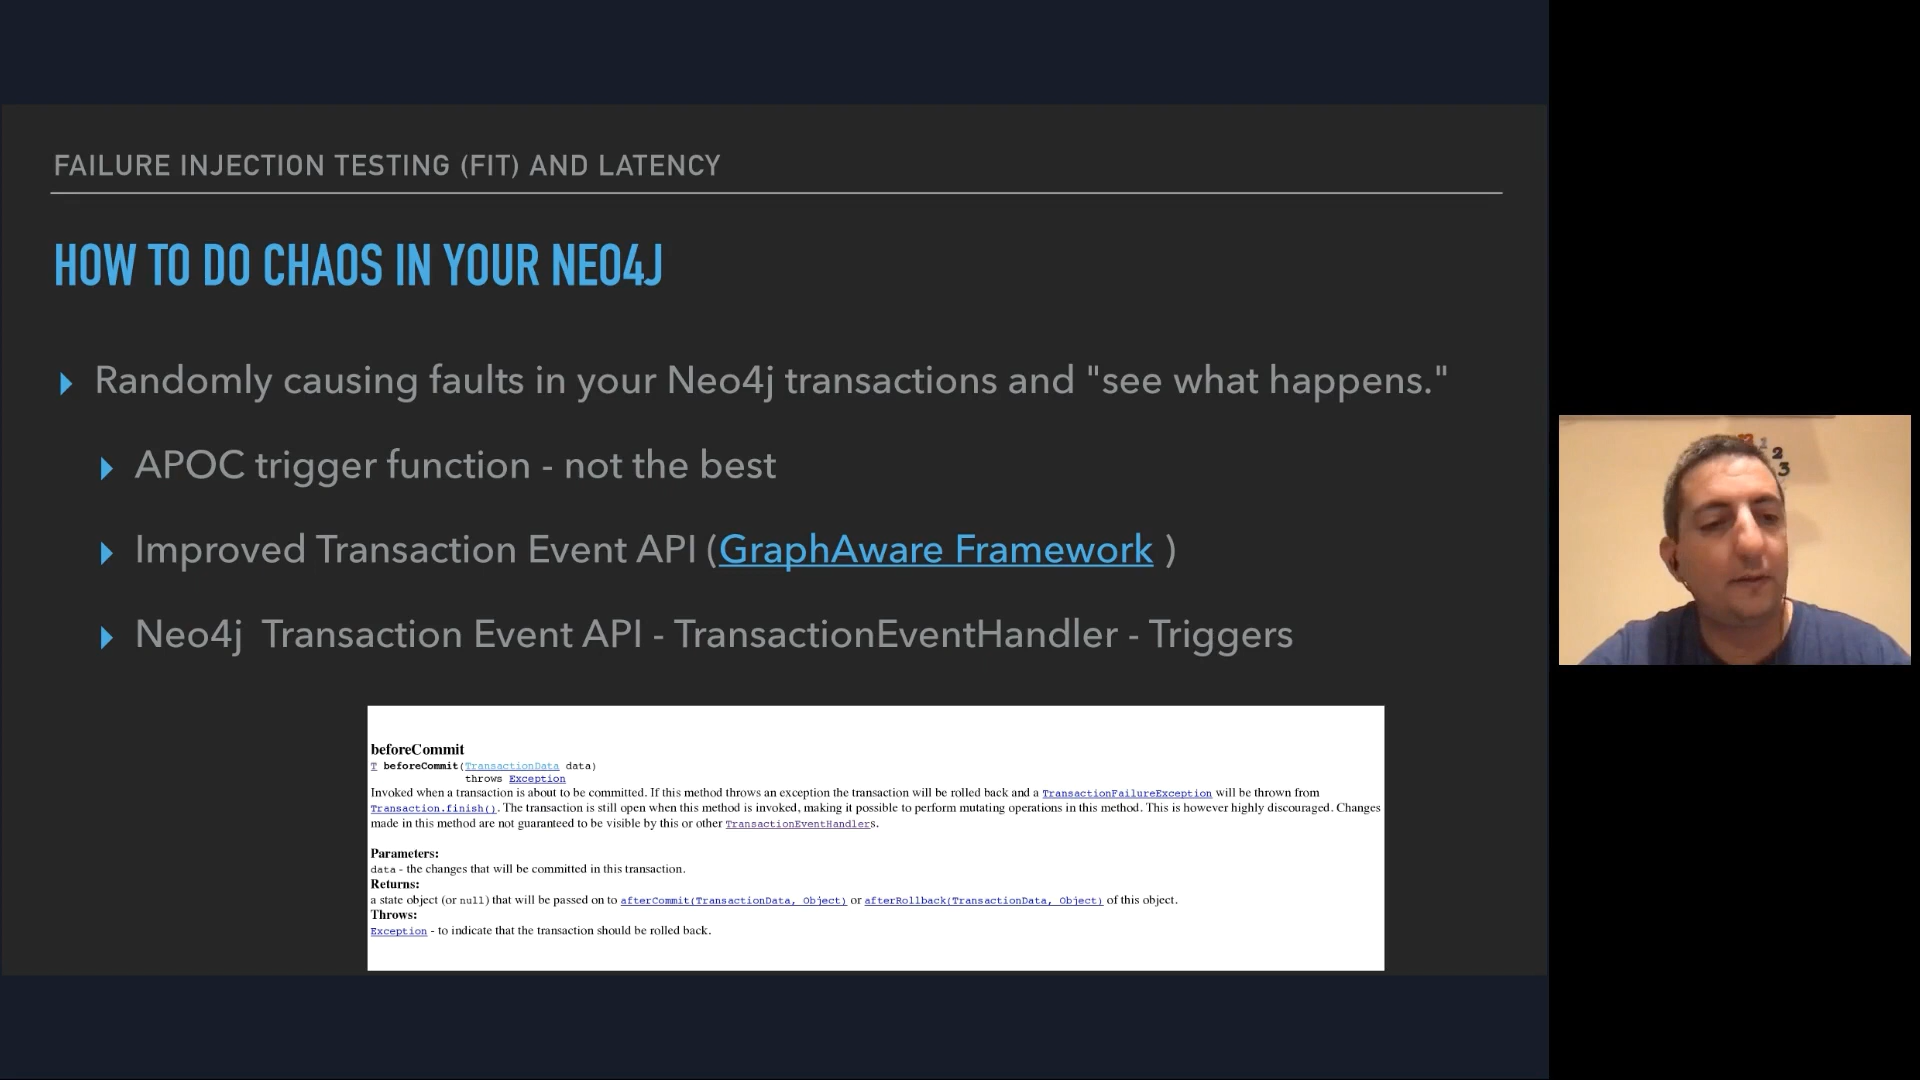 FAILURE INJECTION TESTING (FIT) AND LATENCY
HOW TO DO CHAOS IN YOUR NEO4J
Randomly causing faults in your Neo4j transactions and "see what happens."
APOC trigger function - not the best
Improved Transaction Event API (GraphAware Framework )
Neo4j Transaction Event API - TransactionEventHandler - Triggers
beforeCommit
T beforeCommit(TransactionData data)
throws Exception
Invoked when a transaction is about to be committed. If this method throws an exception the transaction will be rolled back and a TransactionFailureException will be thrown from
Transaction.finish(). The transaction is still open when this method is invoked, making it possible to perform mutating operations in this method. This is however highly discouraged. Changes
made in this method are not guaranteed to be visible by this or other TransactionEventHandlers.
Parameters:
data - the changes that will be committed in this transaction.
Returns:
a state object (or null) that will be passed on to afterCommit(TransactionData, Object) or afterRollback(TransactionData, Object) of this object.
Throws:
Exception - to indicate that the transaction should be rolled back.
1
2
3